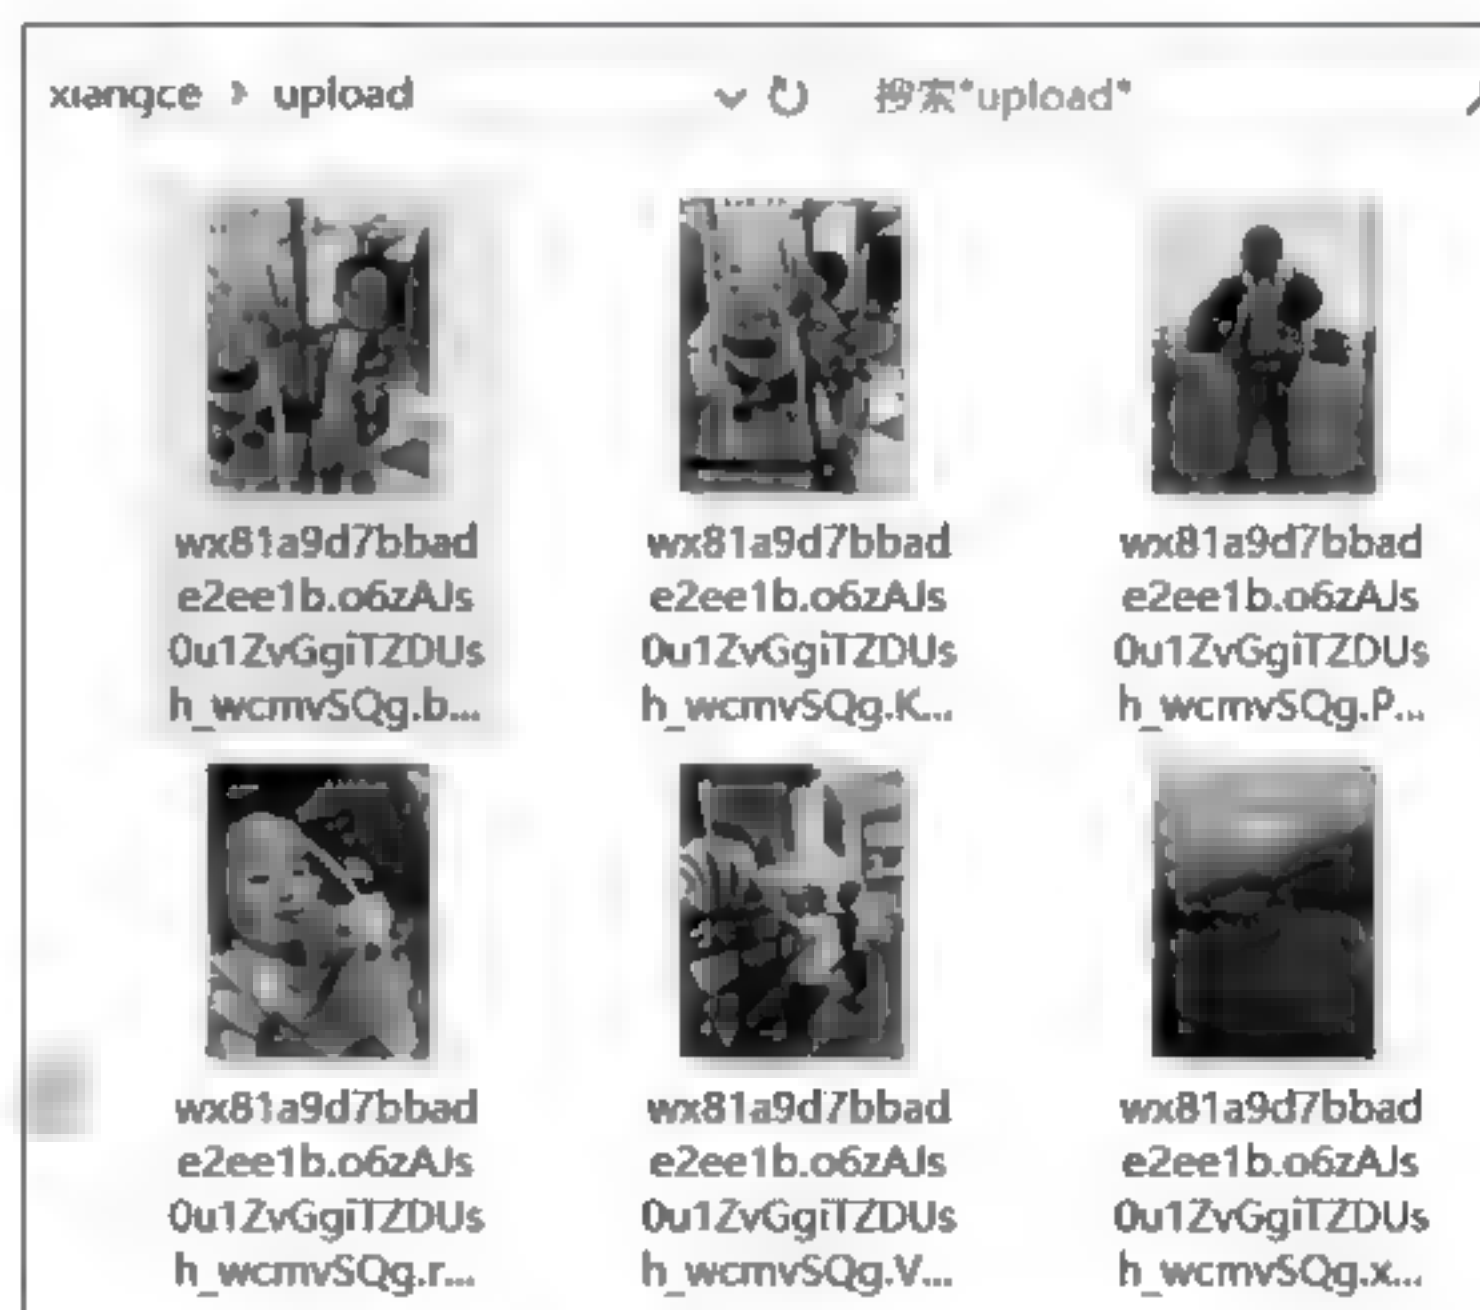 xiangce › upload
搜索"upload"
wx81a9d7bbad
e2ee1b.o6zAJs
0u1ZvGgiTZDUs
h_wcmvSQg.b...
wx81a9d7bbad
e2ee1b.o6zAJs
0u1ZvGgiTZDUs
h_wcmvSQg.K...
wx81a9d7bbad
e2ee1b.o6zAJs
0u1ZvGgiTZDUs
h_wcmvSQg.P...
wx81a9d7bbad
e2ee1b.o6zAJs
0u1ZvGgiTZDUs
h_wcmvSQg.r...
wx81a9d7bbad
e2ee1b.o6zAJs
0u1ZvGgiTZDUs
h_wcmvSQg.V...
wx81a9d7bbad
e2ee1b.o6zAJs
0u1ZvGgiTZDUs
h_wcmvSQg.x...